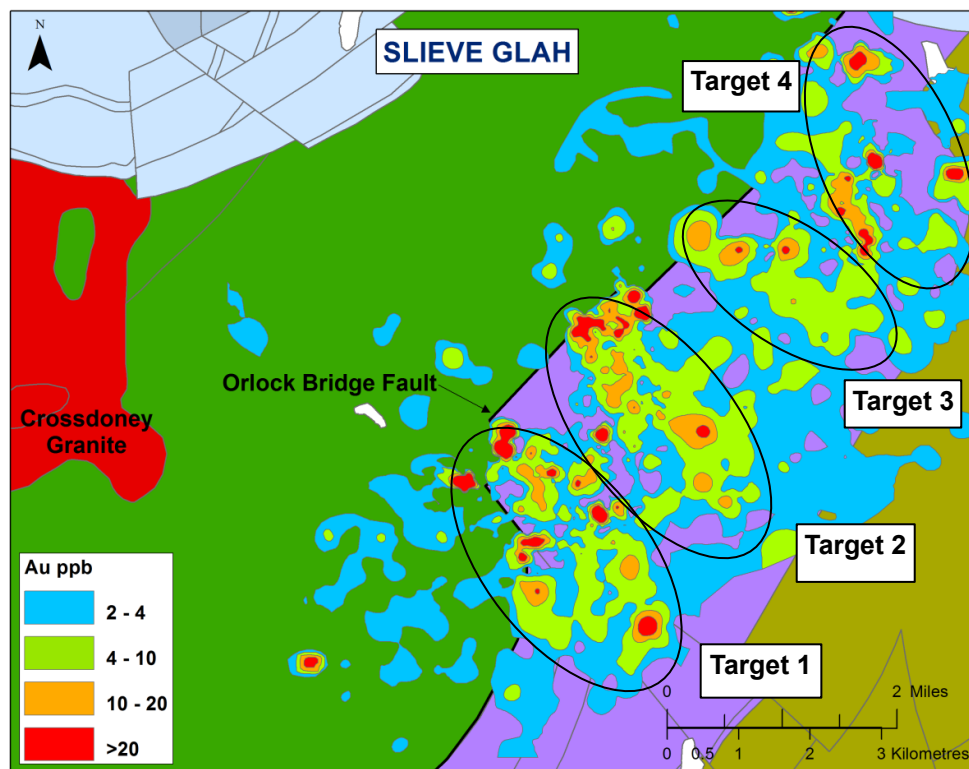 N
SLIEVE GLAH
Target 4
Orlock Bridge Fault
Crossdoney
Granite
Target 3
Target 2
Target 1
Au ppb
2 - 4
4 - 10
10 - 20
>20
0 2 Miles
0 0.5 1 2 3 Kilometres